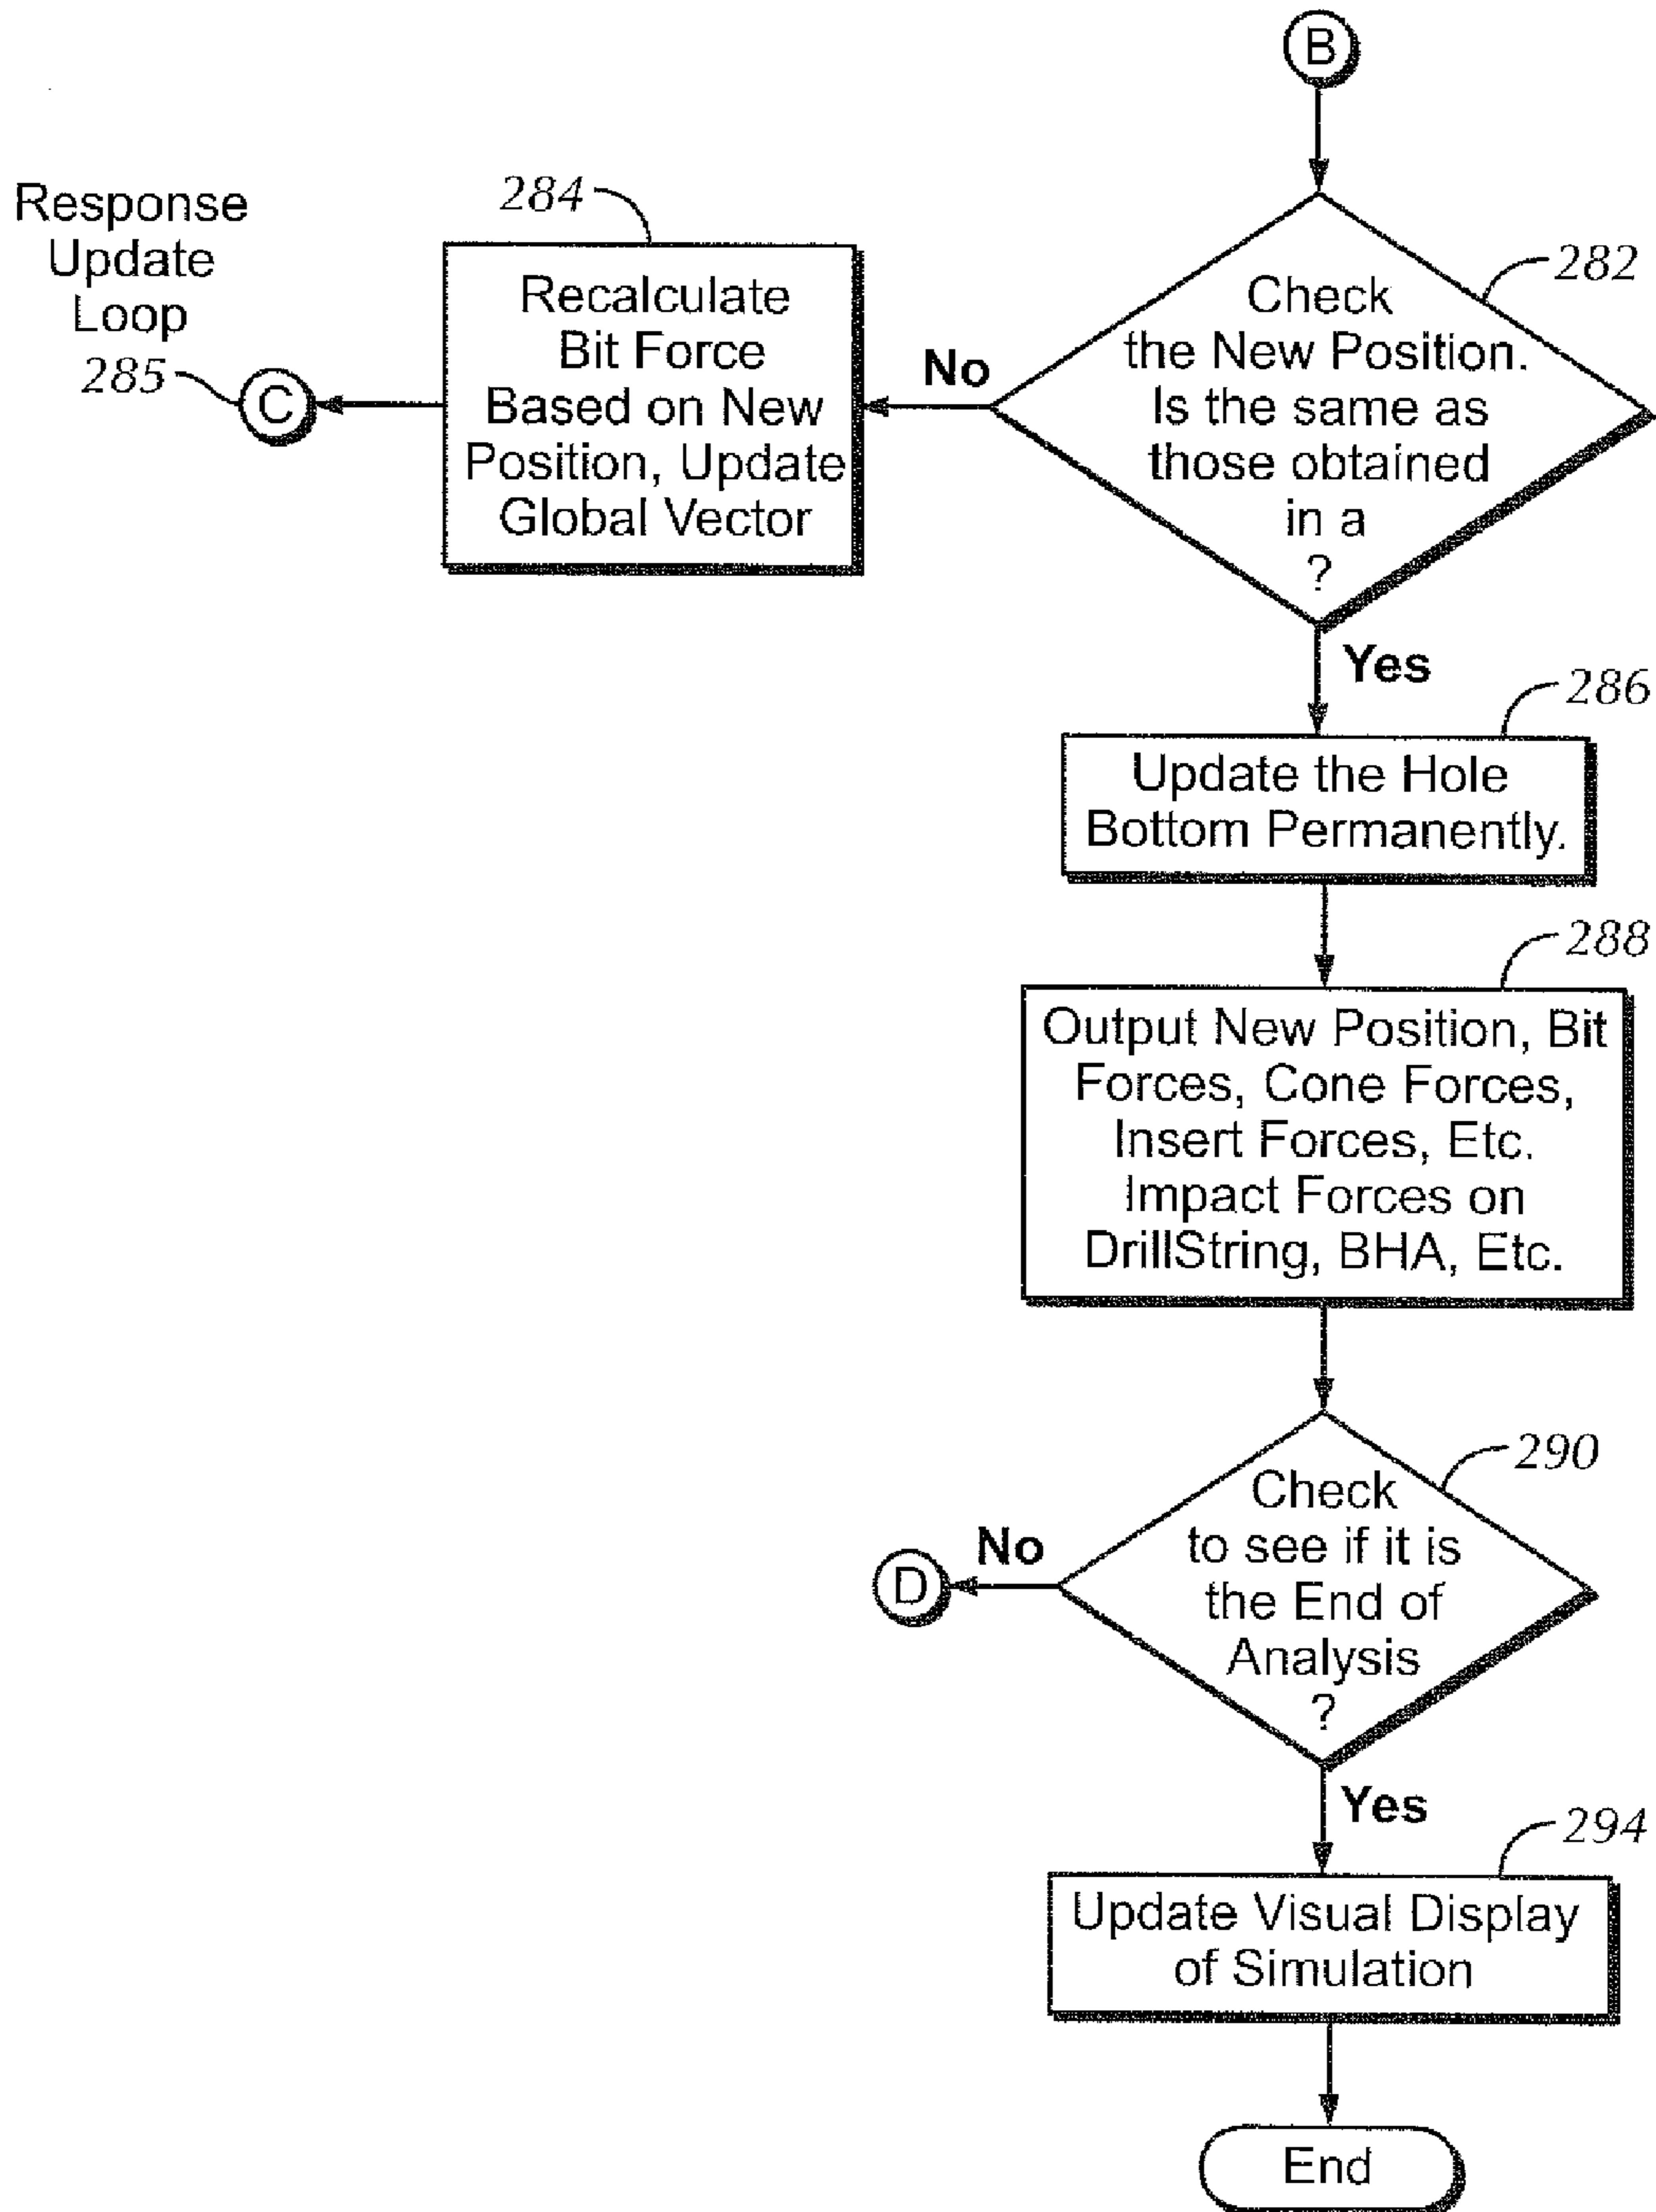 B
Response
Update
Loop
285
C
284
Recalculate
Bit Force
Based on New
Position, Update
Global Vector
No
282
Check
the New Position.
Is the same as
those obtained
in a
?
Yes
286
Update the Hole
Bottom Permanently.
288
Output New Position, Bit
Forces, Cone Forces,
Insert Forces, Etc.
Impact Forces on
DrillString, BHA, Etc.
290
Check
to see if it is
the End of
Analysis
?
No
D
Yes
294
Update Visual Display
of Simulation
End